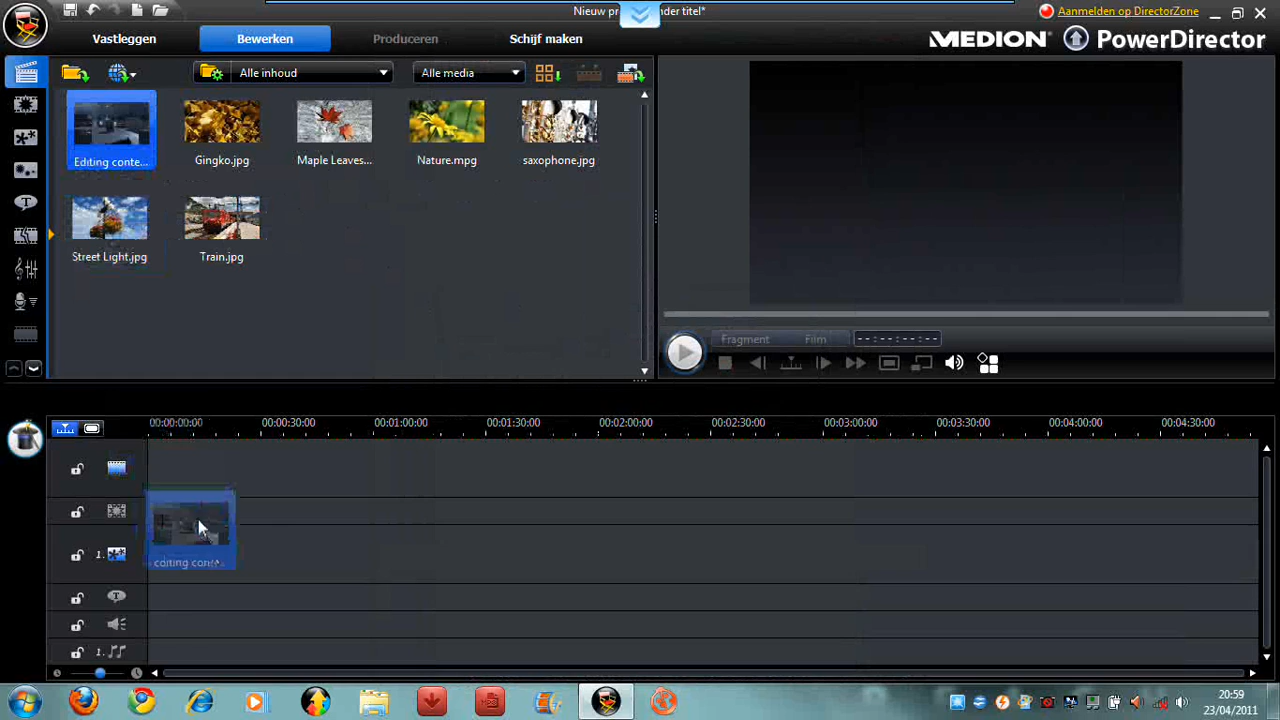 Nieuw pr nder titel*
Aanmelden op DirectorZone
Vastleggen Bewerken Produceren Schijf maken
MEDION PowerDirector
Alle inhoud Alle media
Editing conte... Gingko.jpg Maple Leaves... Nature.mpg saxophone.jpg
Street Light.jpg Train.jpg
Fragment Film --:--:--:--
00:00:00:00 00:00:30:00 00:01:00:00 00:01:30:00 00:02:00:00 00:02:30:00 00:03:00:00 00:03:30:00 00:04:00:00 00:04:30:00
1.
editing conte...
1.
20:59
23/04/2011